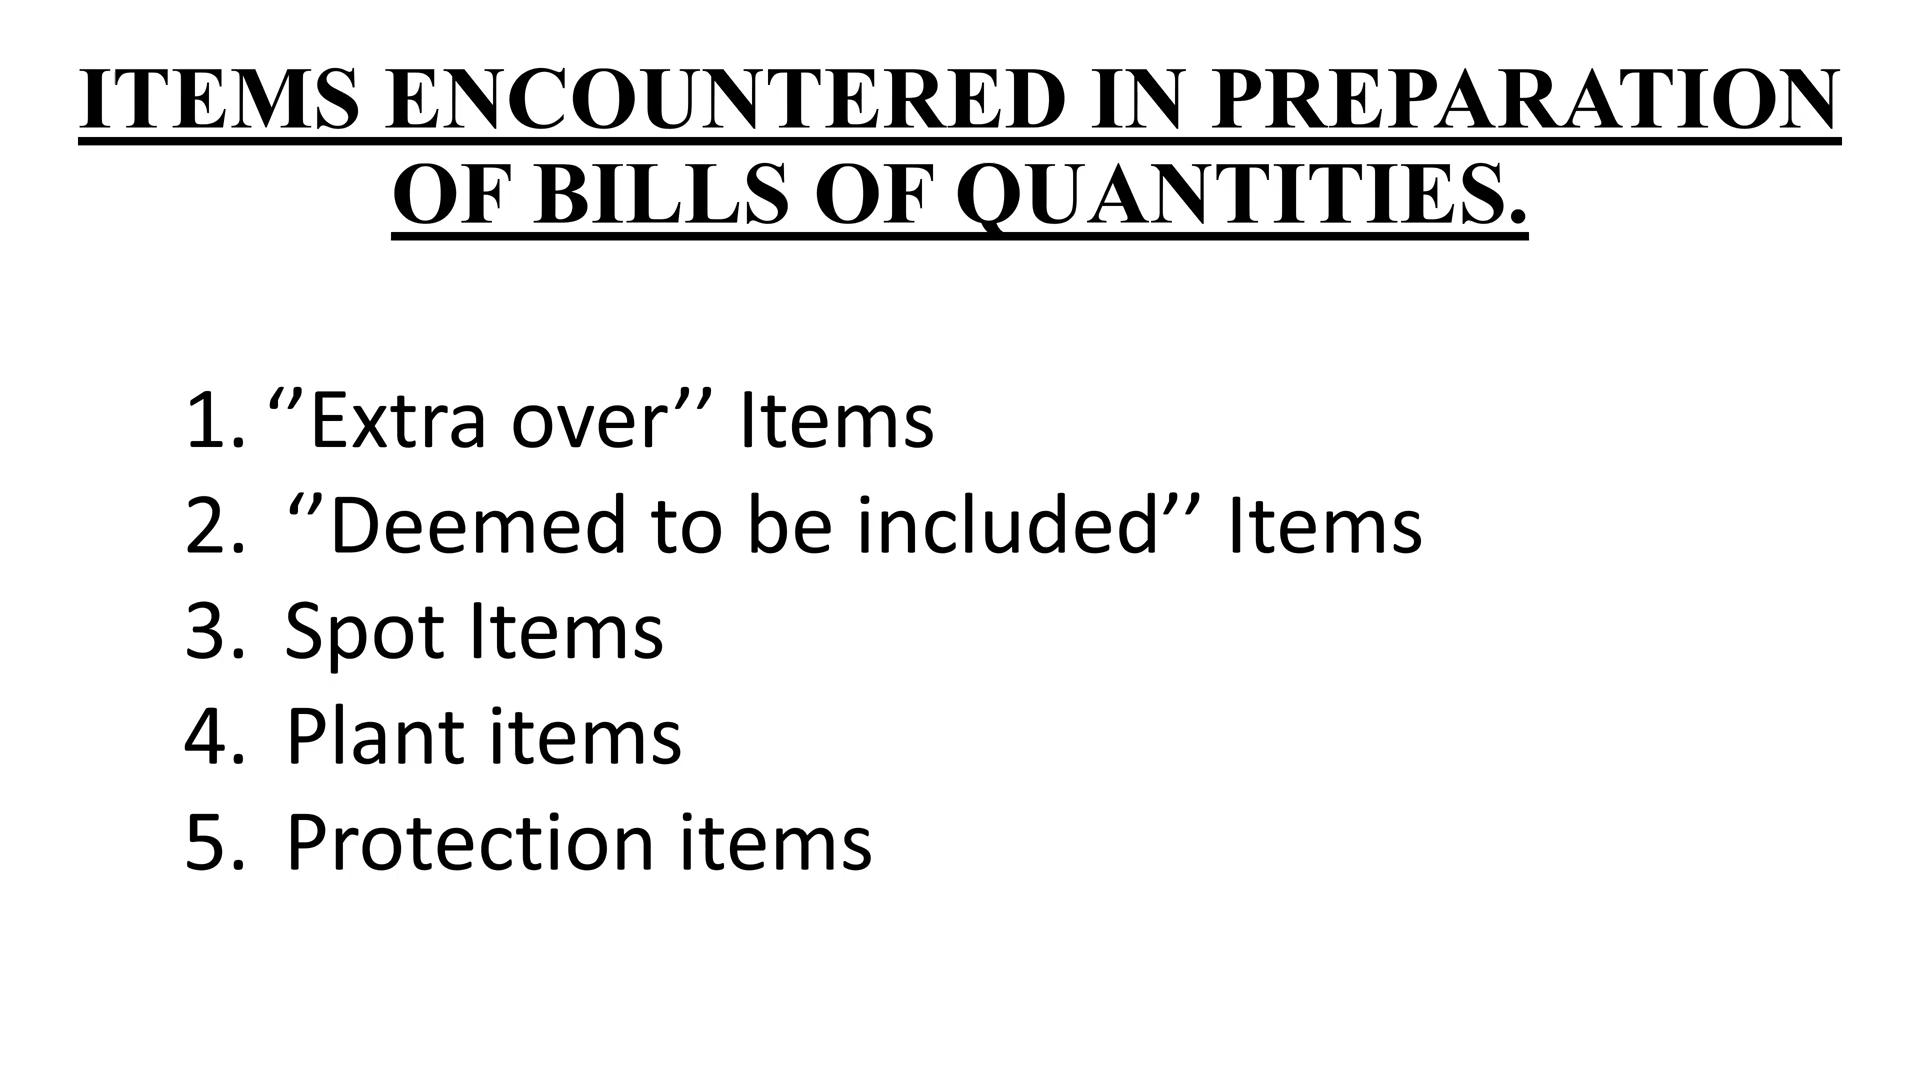 ITEMS ENCOUNTERED IN PREPARATION
OF BILLS OF QUANTITIES.
1. ‘’Extra over’’ Items
2. ‘’Deemed to be included’’ Items
3. Spot Items
4. Plant items
5. Protection items